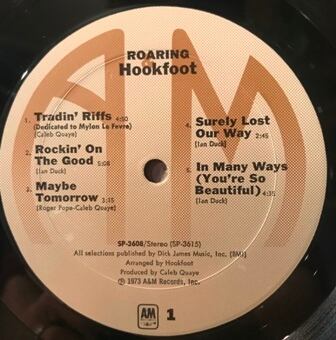 ROARING
Hookfoot
1. Tradin' Riffs 4:50
(Dedicated to Mylon Le Fevre)
(Caleb Quaye)
2. Rockin' On
The Good 5:08
(Ian Duck)
3. Maybe
Tomorrow 3:15
(Roger Pope-Caleb Quaye)
4. Surely Lost
Our Way 2:45
(Ian Duck)
5. In Many Ways
(You're So
Beautiful) 4:35
(Ian Duck)
SP-3608/Stereo (SP-3615)
All selections published by Dick James Music, Inc. (BMI)
Arranged by Hookfoot
Produced by Caleb Quaye
© 1973 A&M Records, Inc.
A&M
1